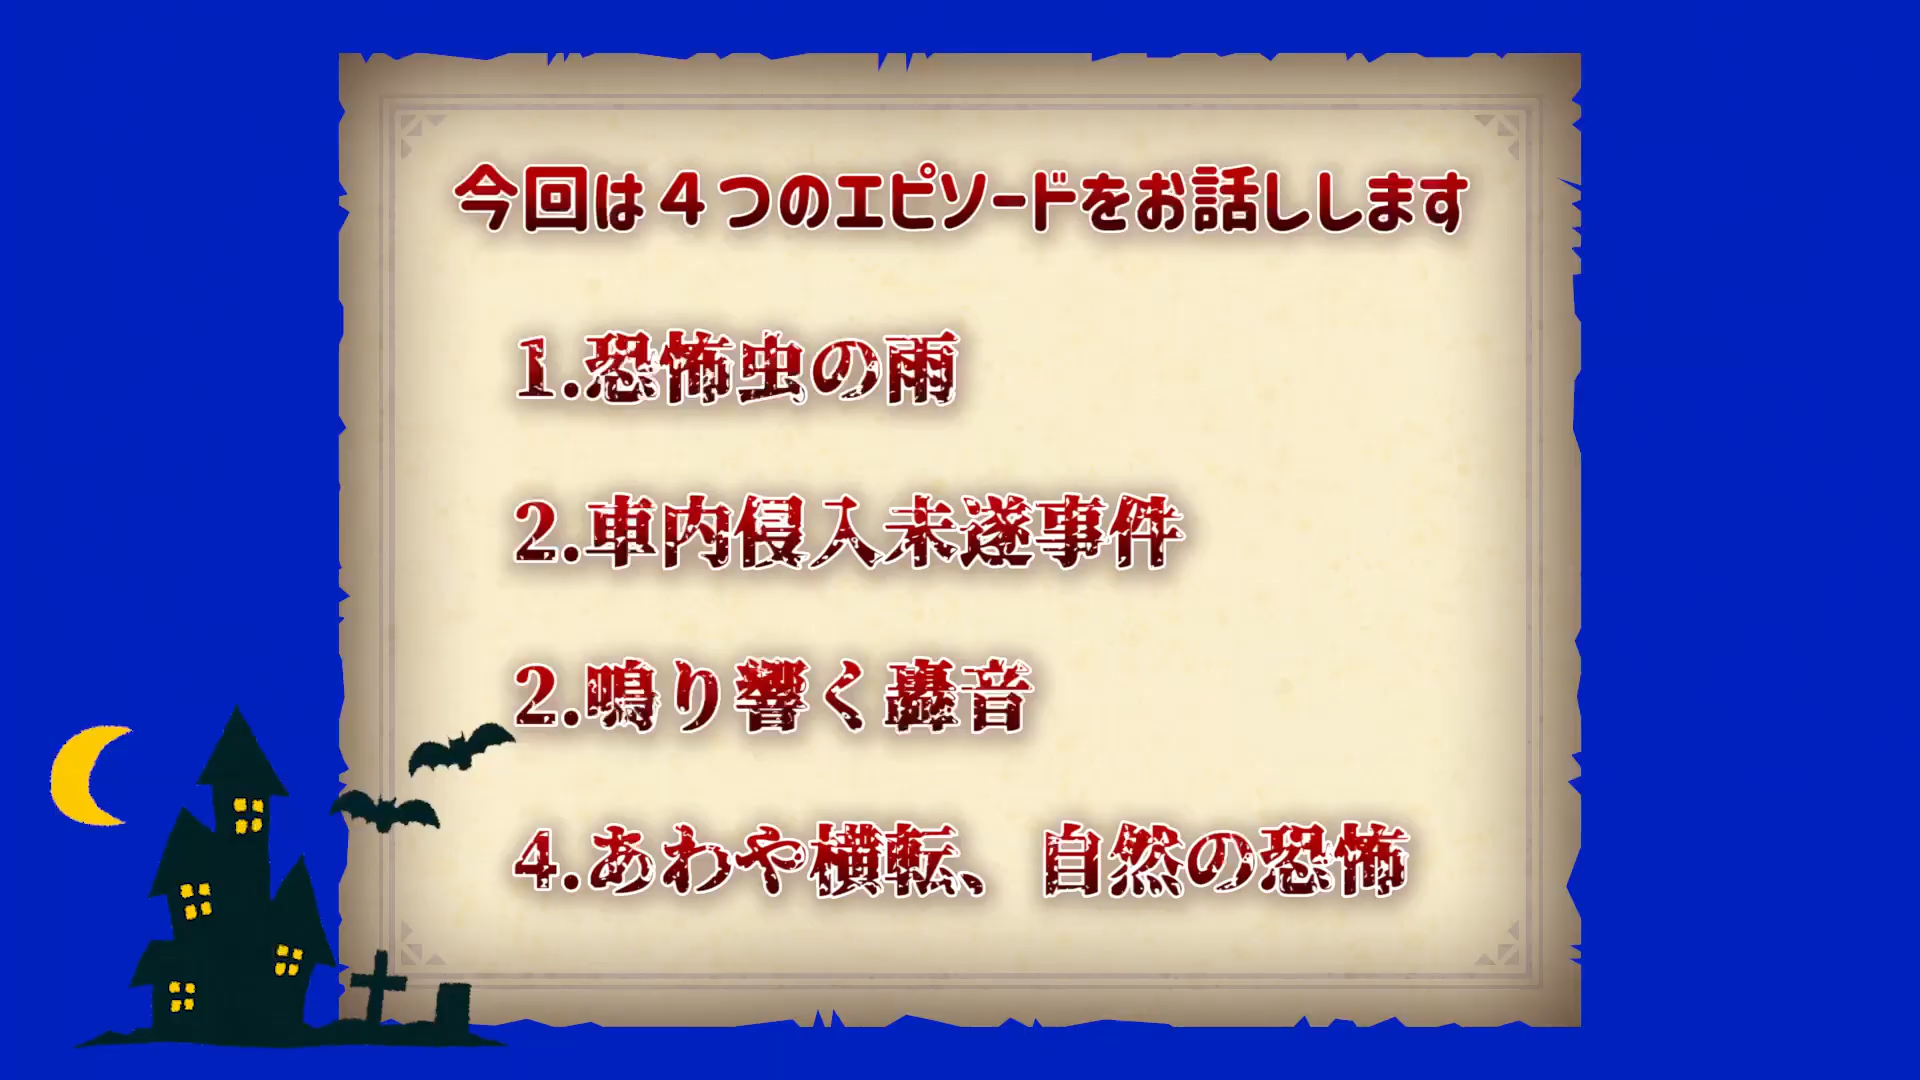 今回は４つのエピソードをお話しします
1.恐怖虫の雨
2.車内侵入未遂事件
2.鳴り響く轟音
4.あわや横転、自然の恐怖